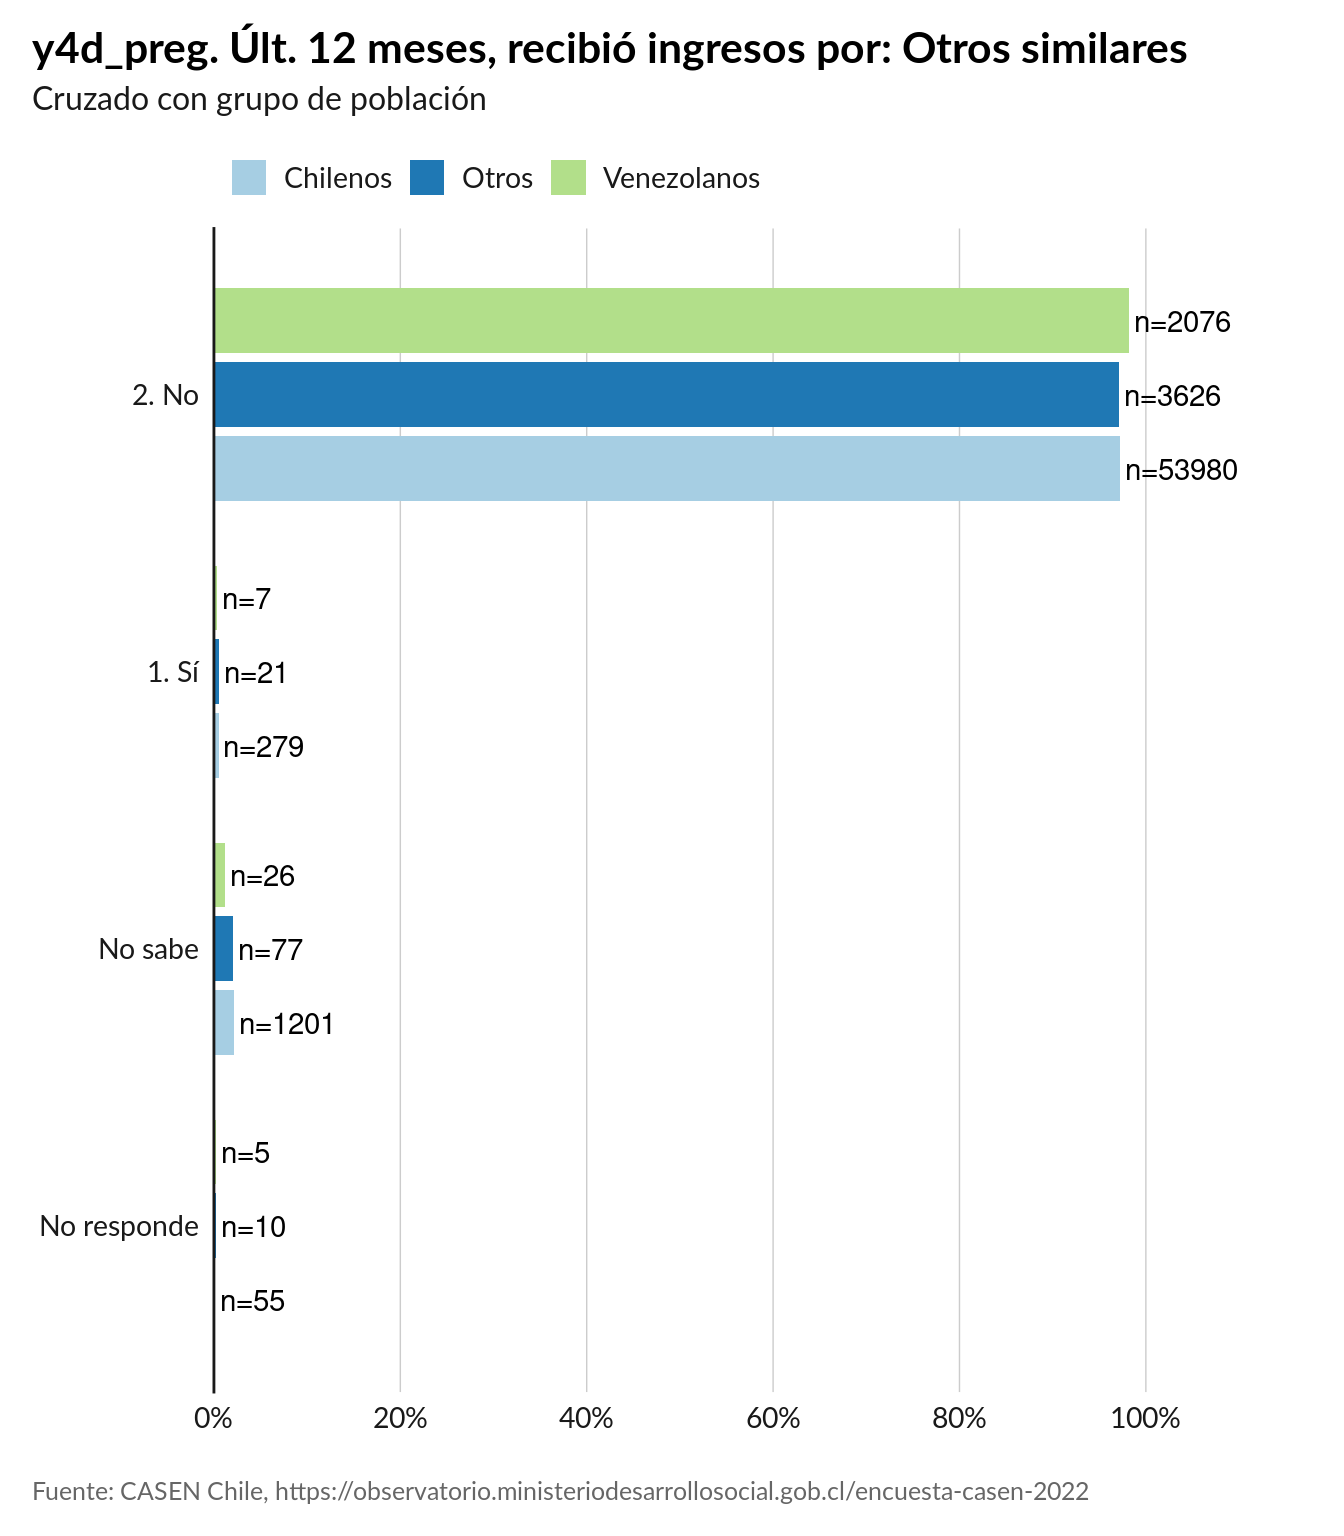 y4d_preg. Últ. 12 meses, recibió ingresos por: Otros similares
Cruzado con grupo de población
Chilenos Otros Venezolanos
n=2076
2. No n=3626
n=53980
n=7
1. Sí n=21
n=279
n=26
No sabe n=77
n=1201
n=5
No responde n=10
n=55
0% 20% 40% 60% 80% 100%
Fuente: CASEN Chile, https://observatorio.ministeriodesarrollosocial.gob.cl/encuesta-casen-2022